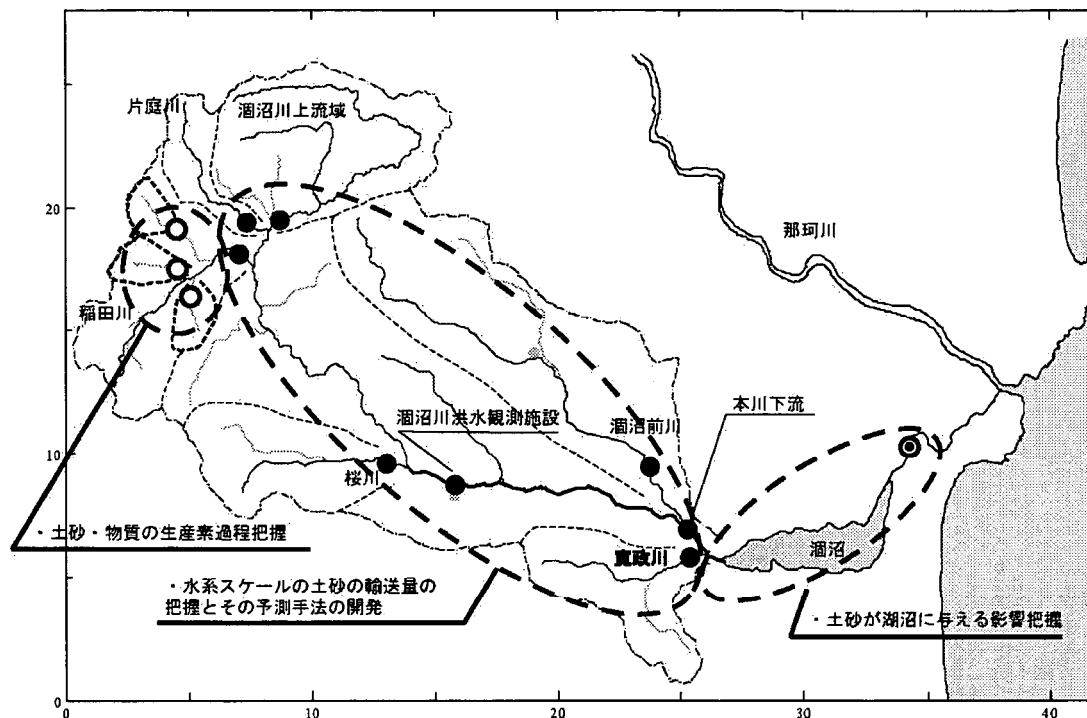 片庭川
涸沼川上流域
20
那珂川
稲田川
涸沼川洪水観測施設
涸沼前川
本川下流
10
桜川
・土砂・物質の生産素過程把握
寛政川
涸沼
・水系スケールの土砂の輸送量の
把握とその予測手法の開発
・土砂が湖沼に与える影響把握
0
0
10
20
30
40